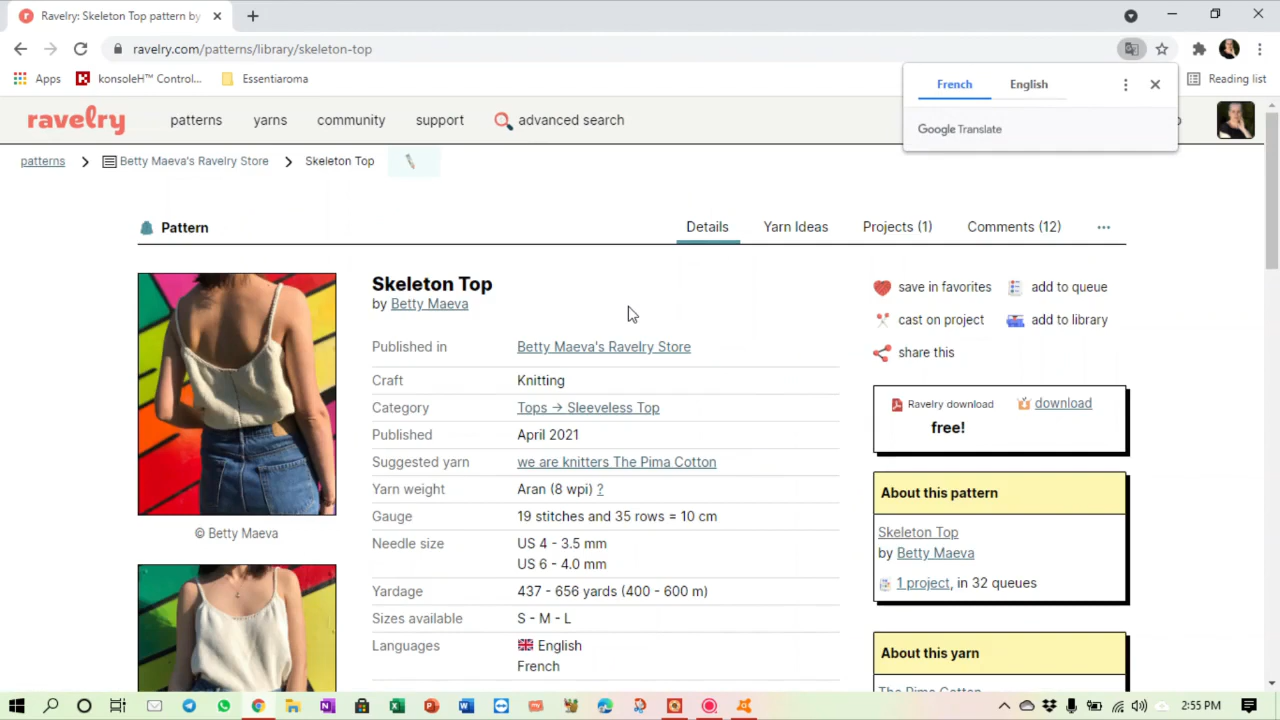 Ravelry: Skeleton Top pattern by
ravelry.com/patterns/library/skeleton-top
Apps
konsoleH™ Control...
Essentiaroma
Reading list
French
English
Google Translate
ravelry
patterns
yarns
community
support
advanced search
patterns
Betty Maeva's Ravelry Store
Skeleton Top
Pattern
Details
Yarn Ideas
Projects (1)
Comments (12)
Skeleton Top
by Betty Maeva
Published in
Betty Maeva's Ravelry Store
Craft
Knitting
Category
Tops → Sleeveless Top
Published
April 2021
Suggested yarn
we are knitters The Pima Cotton
Yarn weight
Aran (8 wpi) ?
Gauge
19 stitches and 35 rows = 10 cm
Needle size
US 4 - 3.5 mm
US 6 - 4.0 mm
Yardage
437 - 656 yards (400 - 600 m)
Sizes available
S - M - L
Languages
English
French
© Betty Maeva
save in favorites
add to queue
cast on project
add to library
share this
Ravelry download
download
free!
About this pattern
Skeleton Top
by Betty Maeva
1 project, in 32 queues
About this yarn
The Pima Cotton
2:55 PM